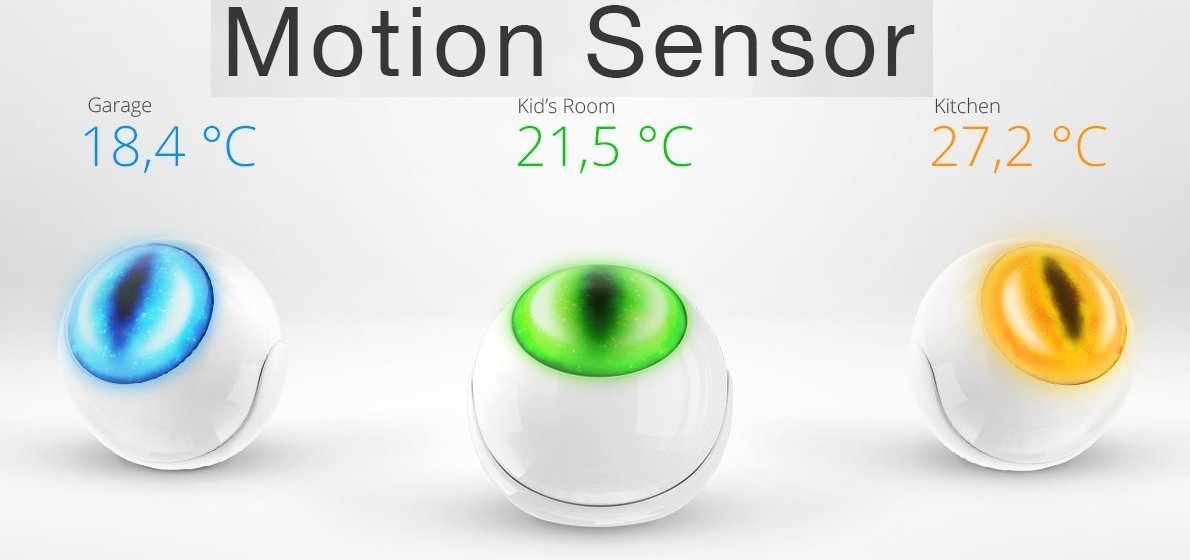 Motion Sensor
Garage
Kid's Room
Kitchen
18,4 °C
21,5 °C
27,2 °C